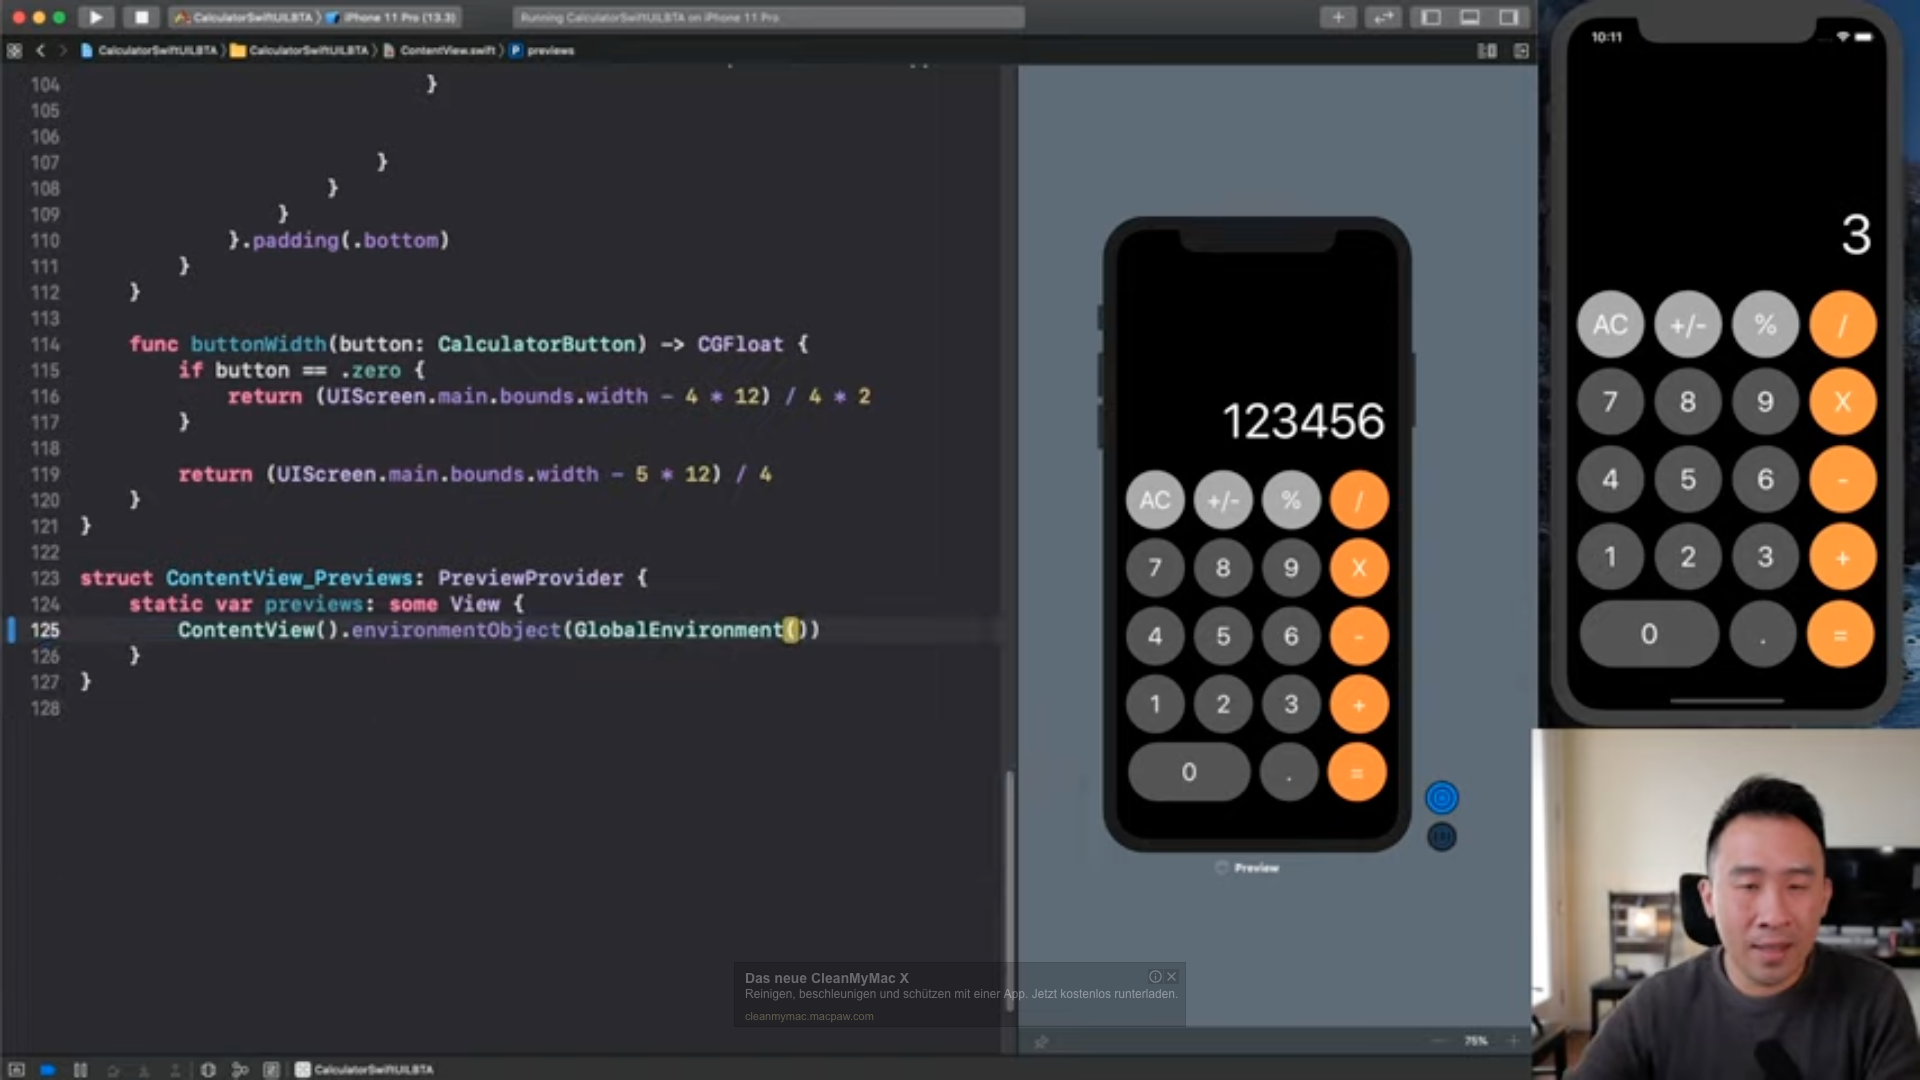 CalculatorSwiftUILBTA
iPhone 11 Pro (13.3)
Running CalculatorSwiftUILBTA on iPhone 11 Pro
CalculatorSwiftUILBTA
CalculatorSwiftUILBTA
ContentView.swift
P
previews
104 }
105
106
107 }
108 }
109 }
110 }.padding(.bottom)
111 }
112 }
113
114 func buttonWidth(button: CalculatorButton) -> CGFloat {
115 if button == .zero {
116 return (UIScreen.main.bounds.width - 4 * 12) / 4 * 2
117 }
118
119 return (UIScreen.main.bounds.width - 5 * 12) / 4
120 }
121 }
122
123 struct ContentView_Previews: PreviewProvider {
124 static var previews: some View {
125 ContentView().environmentObject(GlobalEnvironment())
126 }
127 }
128
123456
AC +/- % /
7 8 9 X
4 5 6 -
1 2 3 +
0 . =
Preview
75%
10:11
3
AC +/- % /
7 8 9 X
4 5 6 -
1 2 3 +
0 . =
Das neue CleanMyMac X
Reinigen, beschleunigen und schützen mit einer App. Jetzt kostenlos runterladen.
cleanmymac.macpaw.com
CalculatorSwiftUILBTA